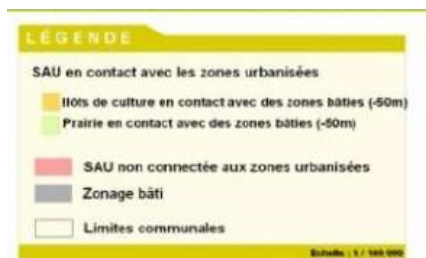 LÉGENDE
SAU en contact avec les zones urbanisées
Ilôts de culture en contact avec des zones bâties (-50m)
Prairie en contact avec des zones bâties (-50m)
SAU non connectée aux zones urbanisées
Zonage bâti
Limites communales
Echelle : 1 / 160 000